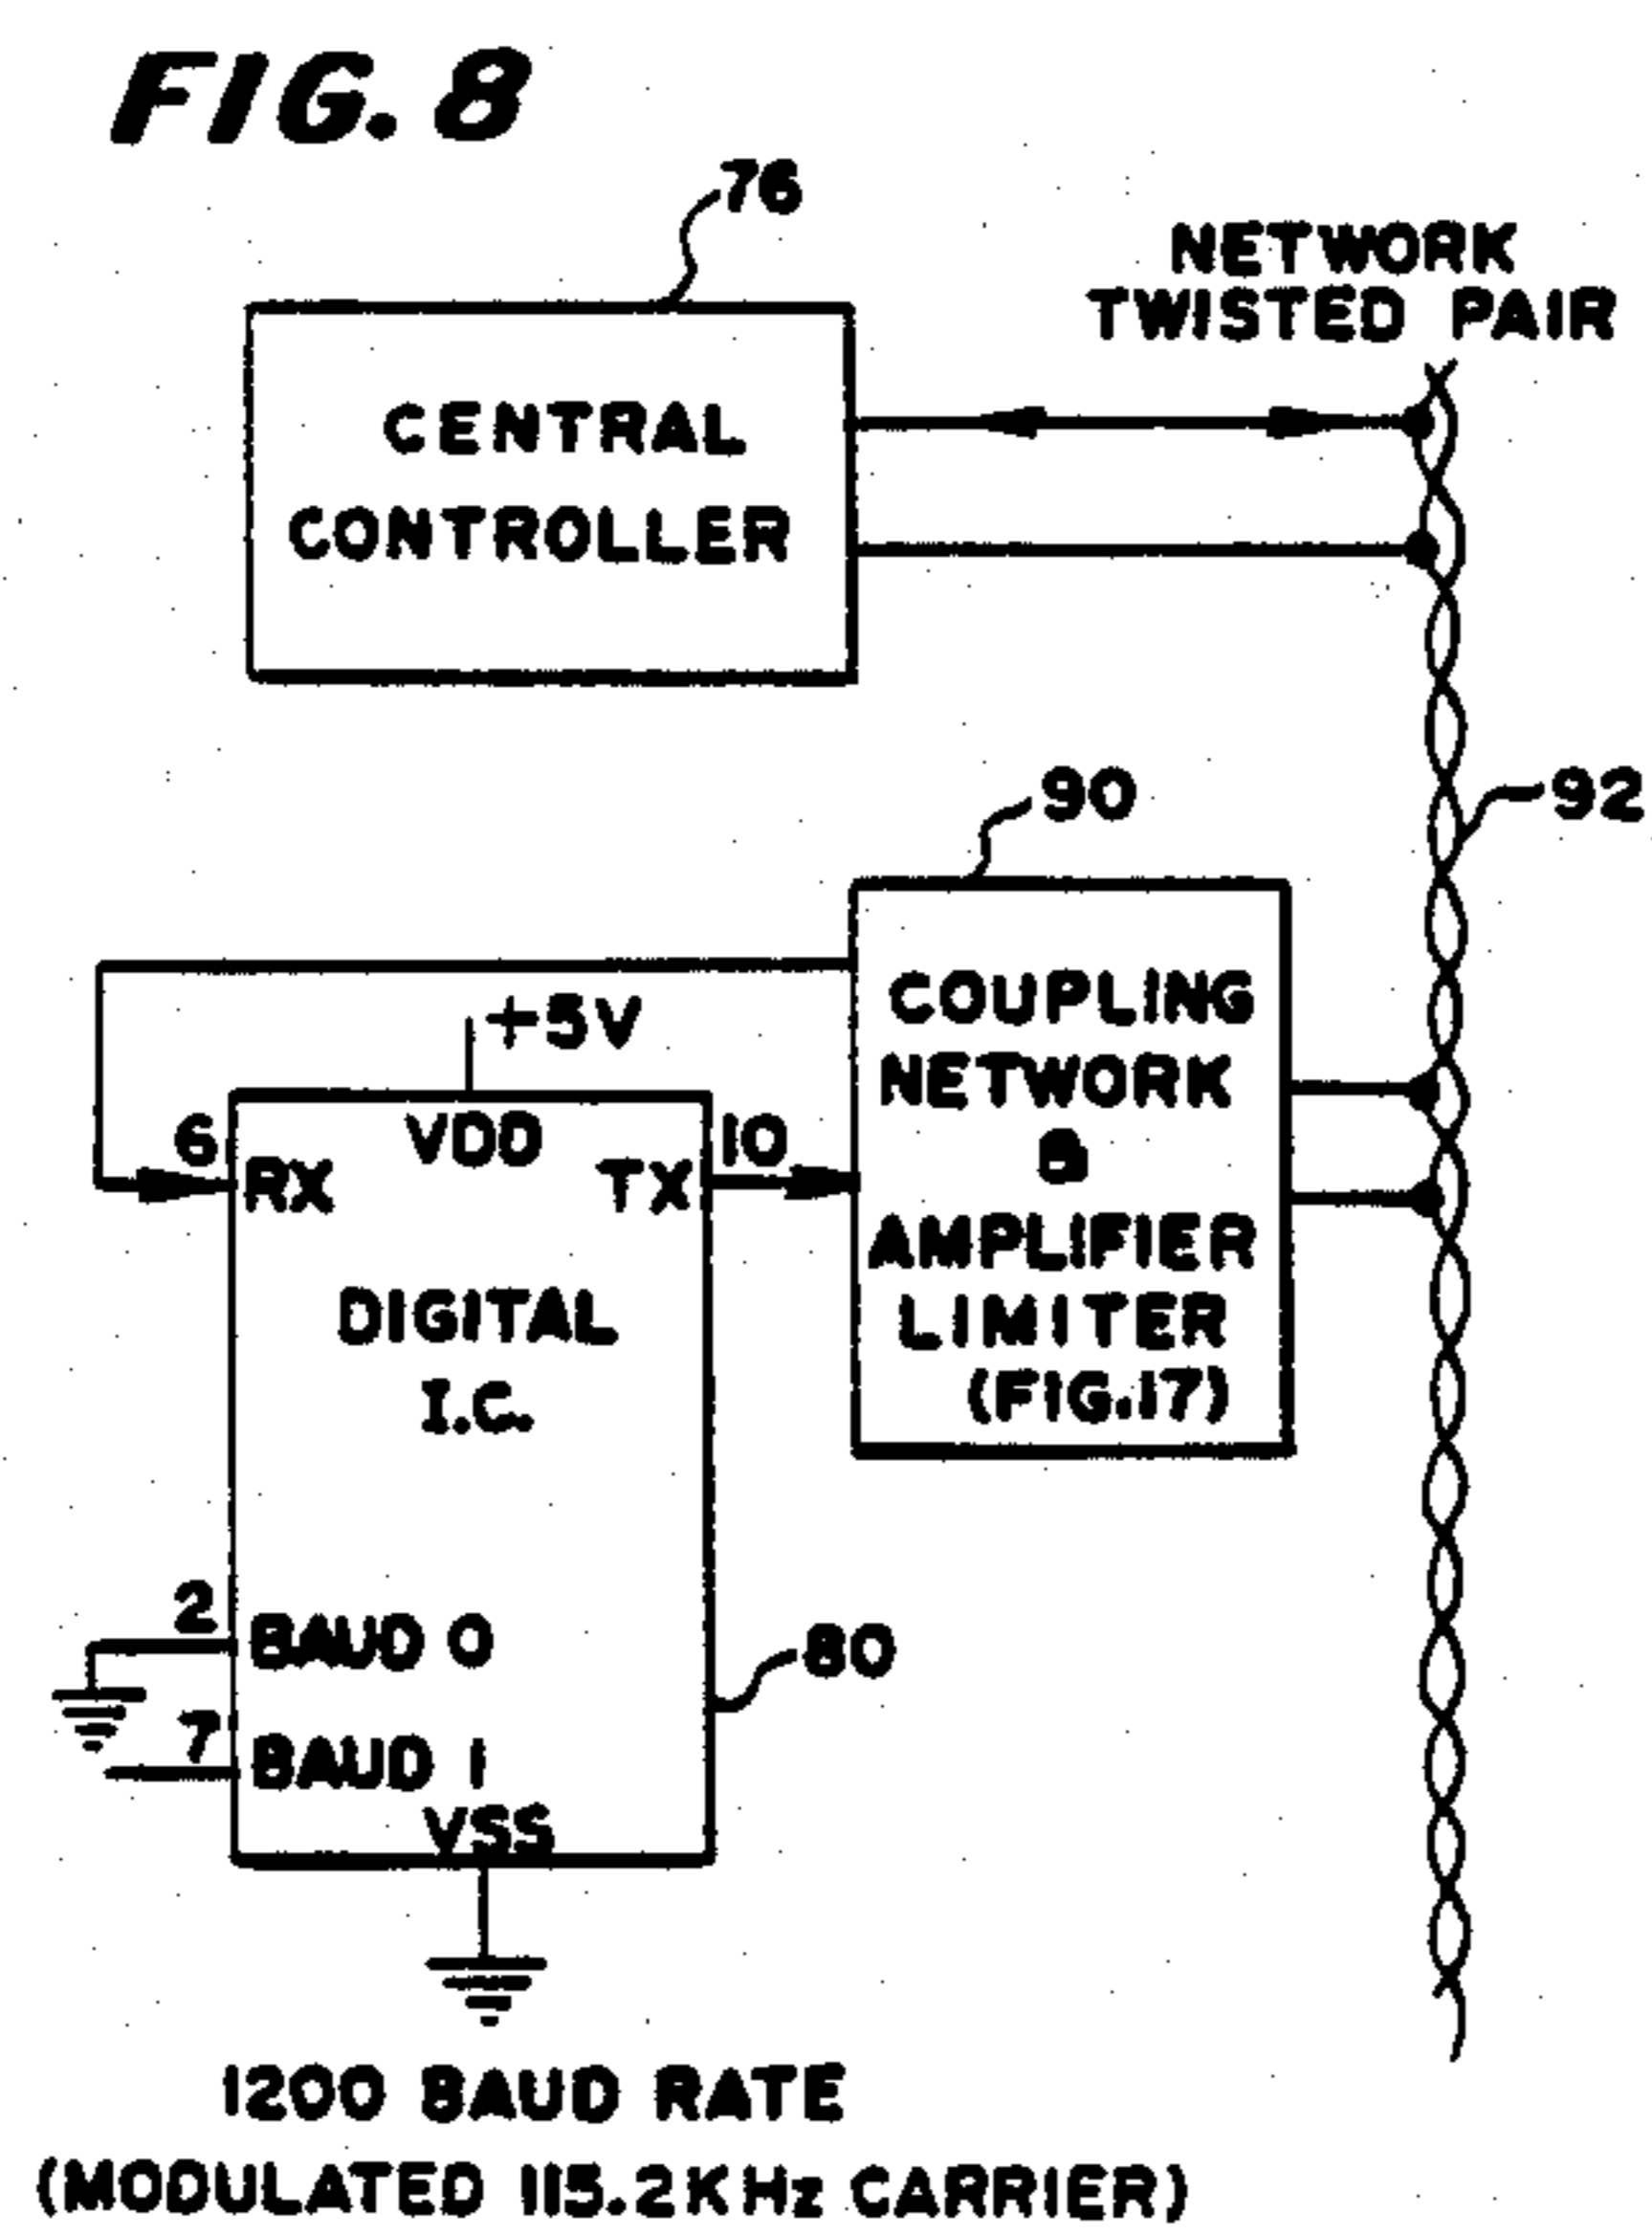 FIG. 8
76
NETWORK
TWISTED PAIR
CENTRAL
CONTROLLER
90
92
+5V
COUPLING
NETWORK
&
AMPLIFIER
LIMITER
(FIG.17)
6
VDD
10
RX
TX
DIGITAL
I.C.
2
BAUD 0
80
7
BAUD 1
VSS
1200 BAUD RATE
(MODULATED 115.2KHz CARRIER)